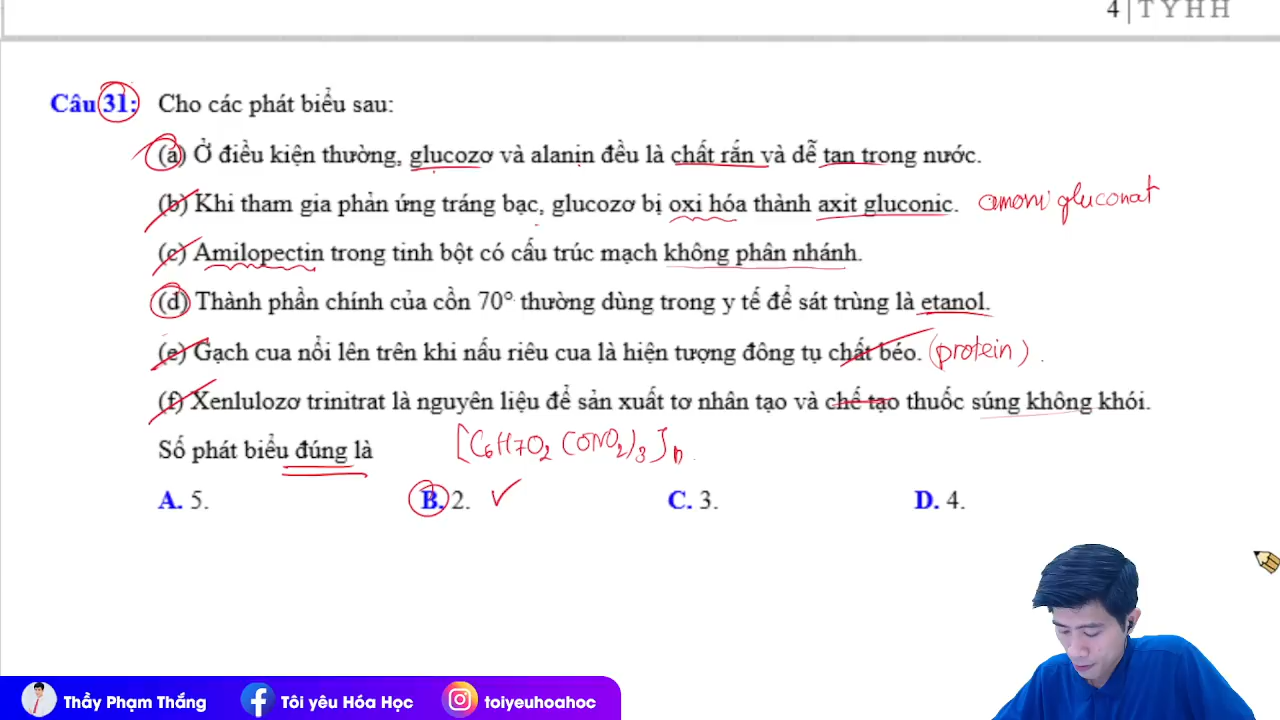 4 | T Y H H
Câu 31: Cho các phát biểu sau:
(a) Ở điều kiện thường, glucozơ và alanin đều là chất rắn và dễ tan trong nước.
(b) Khi tham gia phản ứng tráng bạc, glucozơ bị oxi hóa thành axit gluconic. amoni gluconat
(c) Amilopectin trong tinh bột có cấu trúc mạch không phân nhánh.
(d) Thành phần chính của cồn 70° thường dùng trong y tế để sát trùng là etanol.
(e) Gạch cua nổi lên trên khi nấu riêu cua là hiện tượng đông tụ chất béo. (protein).
(f) Xenlulozơ trinitrat là nguyên liệu để sản xuất tơ nhân tạo và chế tạo thuốc súng không khói.
Số phát biểu đúng là [C6H7O2(ONO2)3]n
A. 5. B. 2. ✓ C. 3. D. 4.
Thầy Phạm Thắng Tôi yêu Hóa Học toiyeuhoahoc